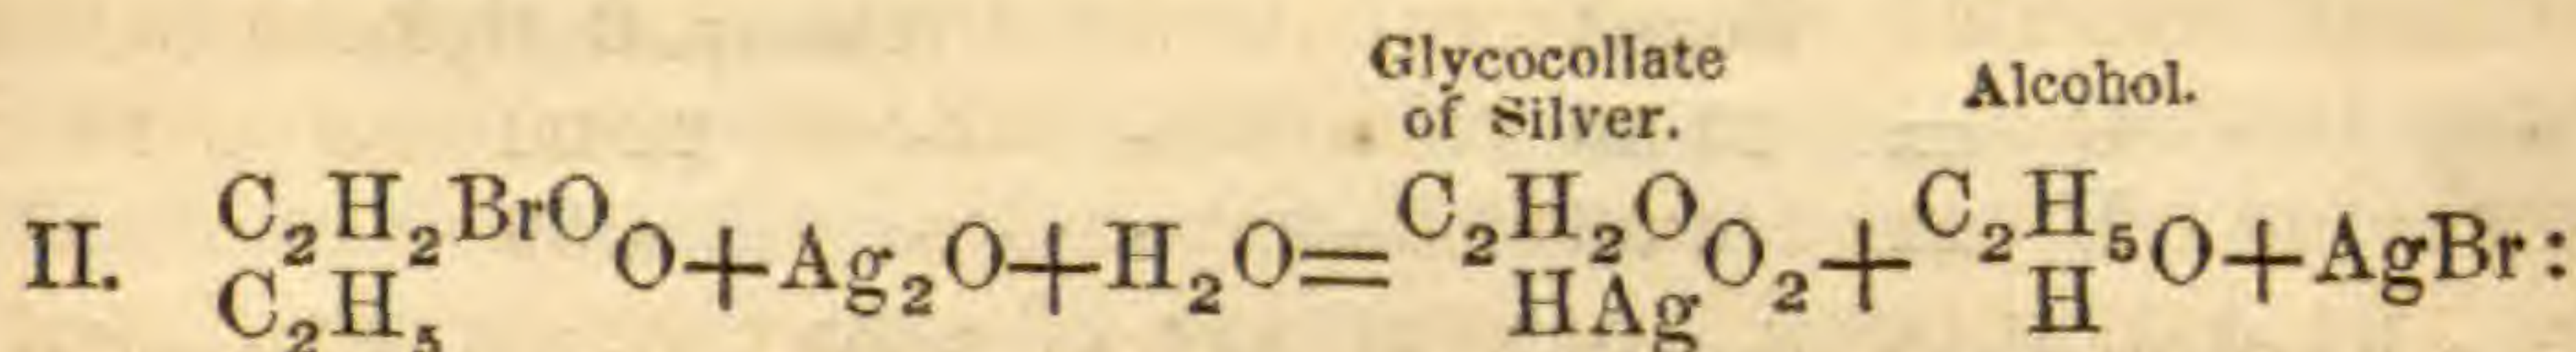 Glycocollate
of Silver.
Alcohol.
II. C₂H₂BrO
C₂H₅ O+Ag₂O+H₂O=C₂H₂O
HAg O₂+C₂H₅
H O+AgBr: